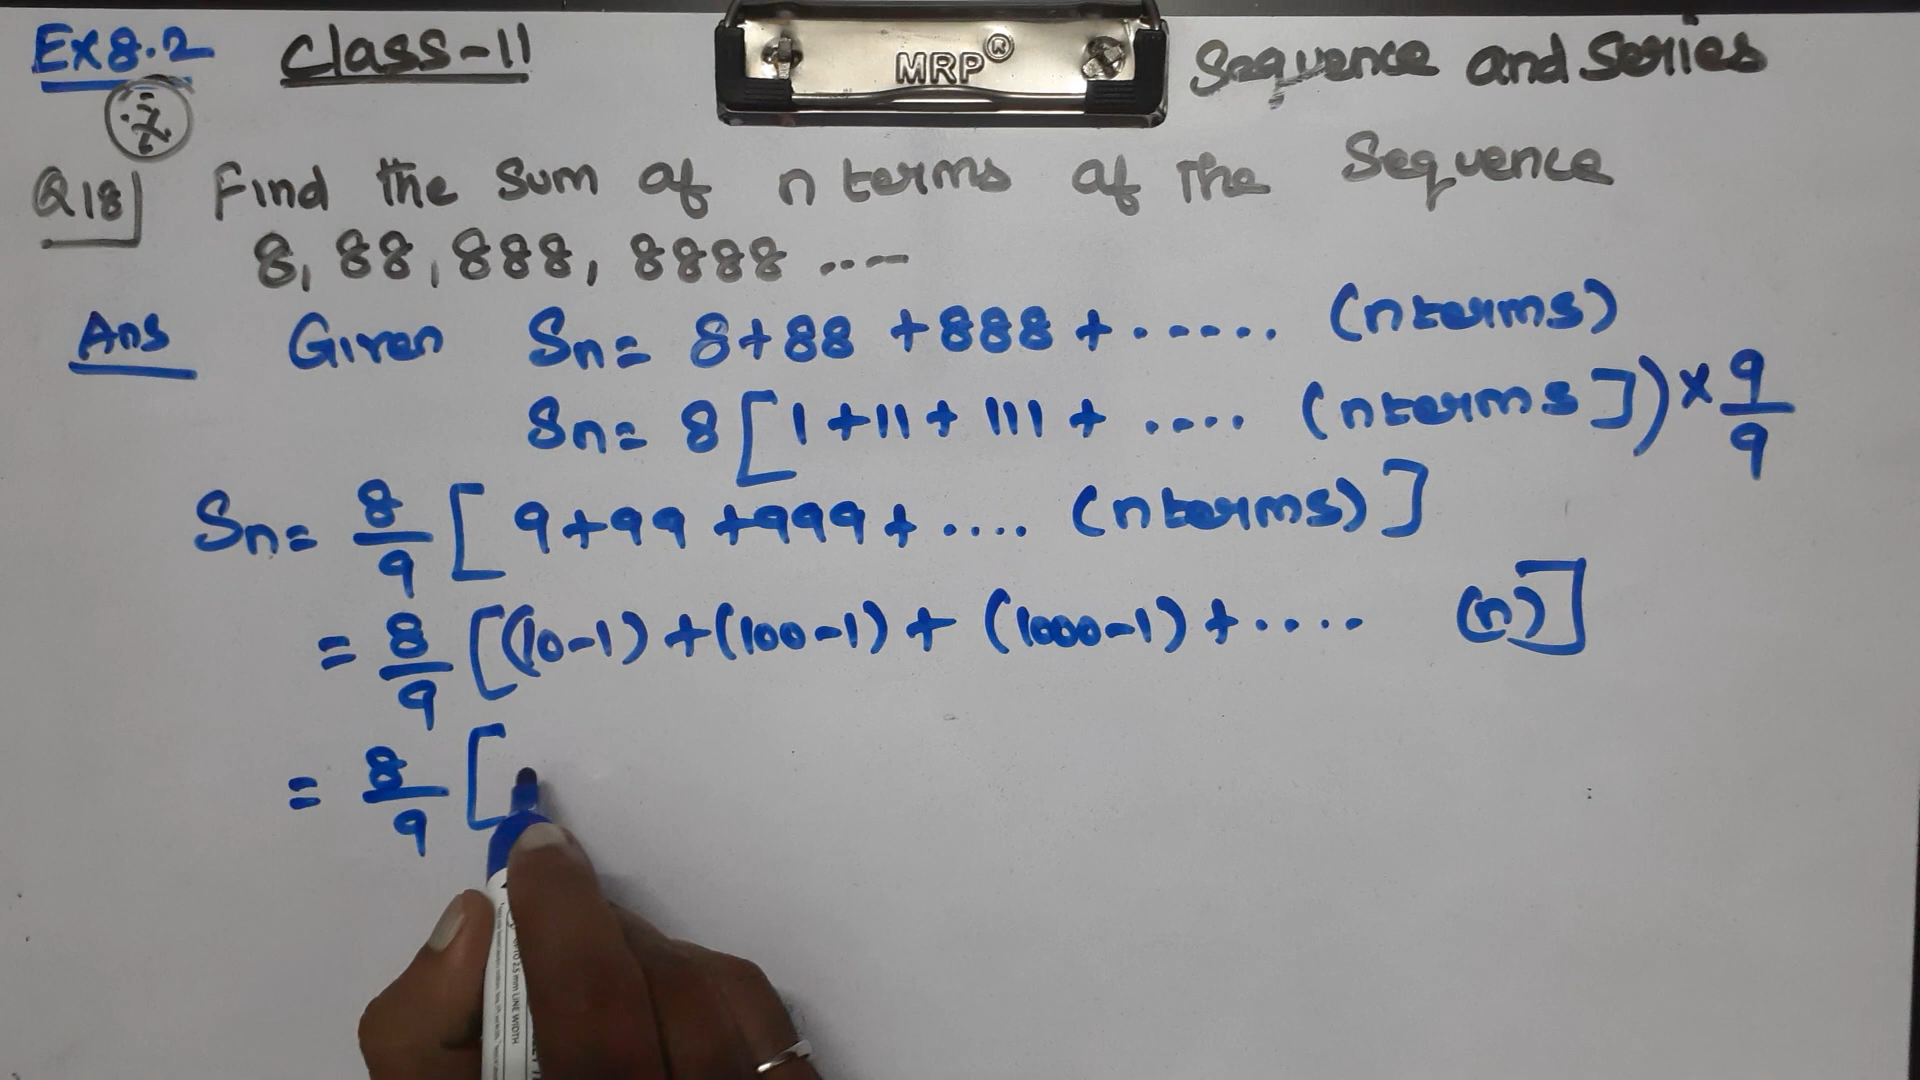 Ex8.2 Class-11 MRP® Sequence and Series
Q18] Find the sum of n terms of the Sequence
8, 88, 888, 8888 ....
Ans Given Sn= 8+88+888+...... (n terms)
Sn= 8[1+11+111+ .... (n terms]) × 9/9
Sn= 8/9 [9+99+999+.... (n terms)]
= 8/9 [(10-1)+(100-1)+(1000-1)+.... (n)]
= 8/9 [